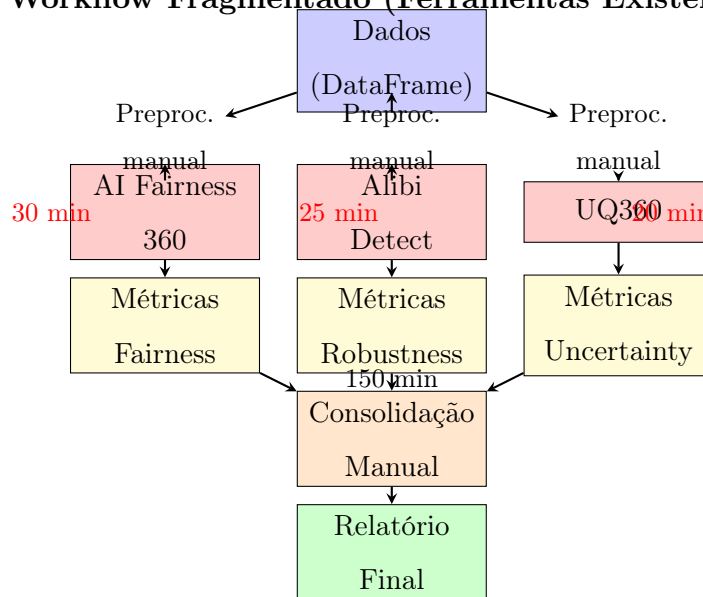 Workflow Fragmentado (Ferramentas Existen
Dados
(DataFrame)
Preproc.
manual
Preproc.
manual
Preproc.
manual
30 min
AI Fairness
360
25 min
Alibi
Detect
UQ360
20 min
Métricas
Fairness
Métricas
Robustness
Métricas
Uncertainty
150 min
Consolidação
Manual
Relatório
Final